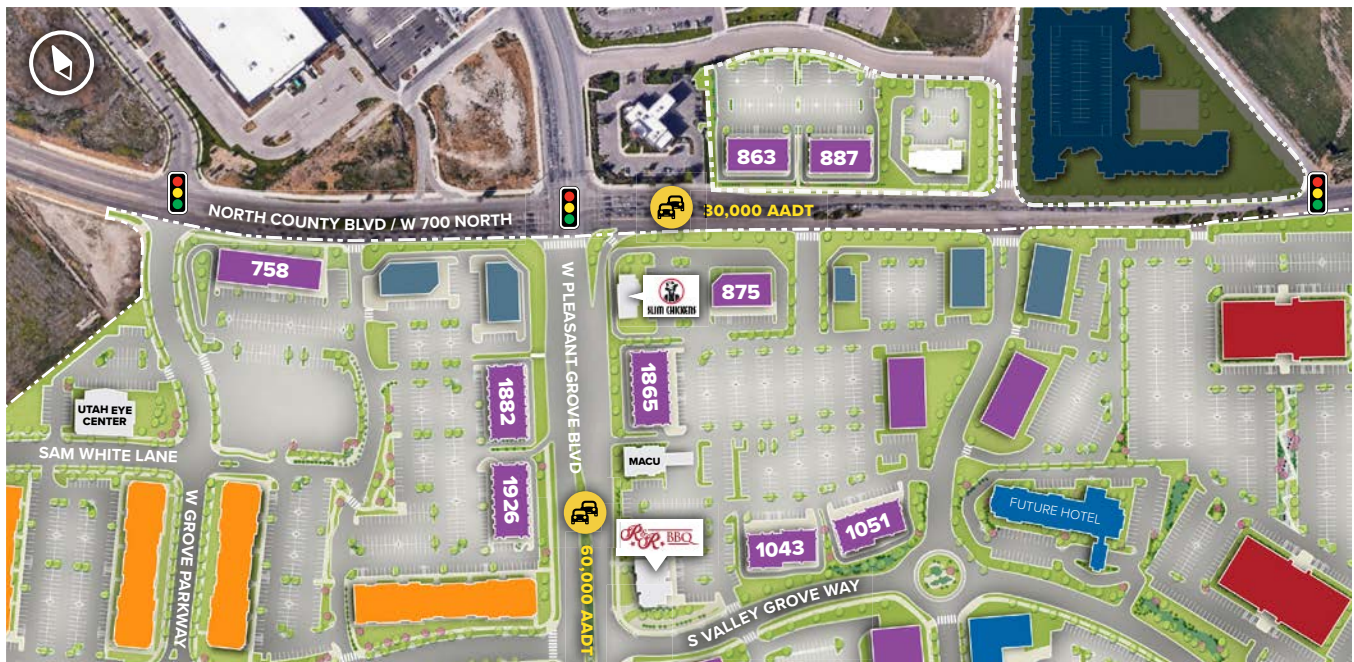 863
887
NORTH COUNTY BLVD / W 700 NORTH
30,000 AADT
758
SLIM CHICKENS
875
W PLEASANT GROVE BLVD
1882
1865
UTAH EYE
CENTER
SAM WHITE LANE
MACU
1926
W GROVE PARKWAY
R&R BBQ
1043
1051
FUTURE HOTEL
60,000 AADT
S VALLEY GROVE WAY